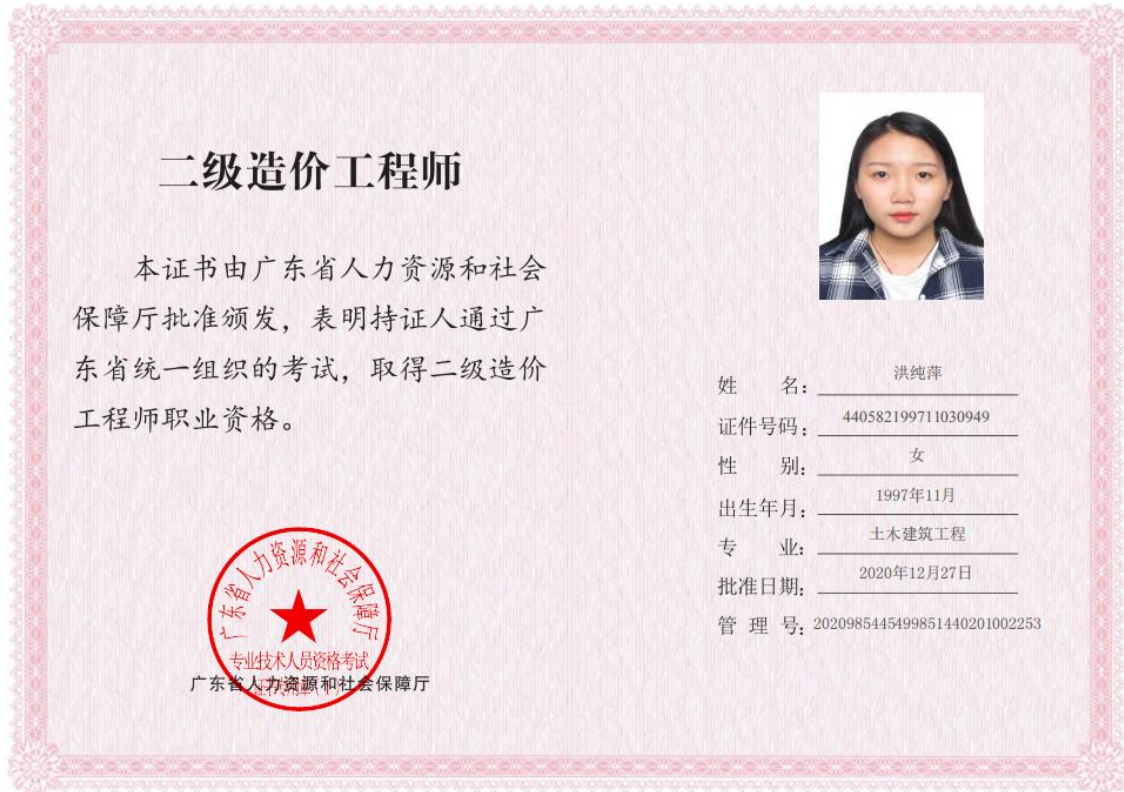 二级造价工程师
本证书由广东省人力资源和社会
保障厅批准颁发，表明持证人通过广
东省统一组织的考试，取得二级造价
工程师职业资格。
姓 名：洪纯萍
证件号码：440582199711030949
性 别：女
出生年月：1997年11月
专 业：土木建筑工程
批准日期：2020年12月27日
管 理 号：20209854454998514402010​02253
广东省人力资源和社会保障厅
专业技术人员资格考试
广东省人力资源和社会保障厅